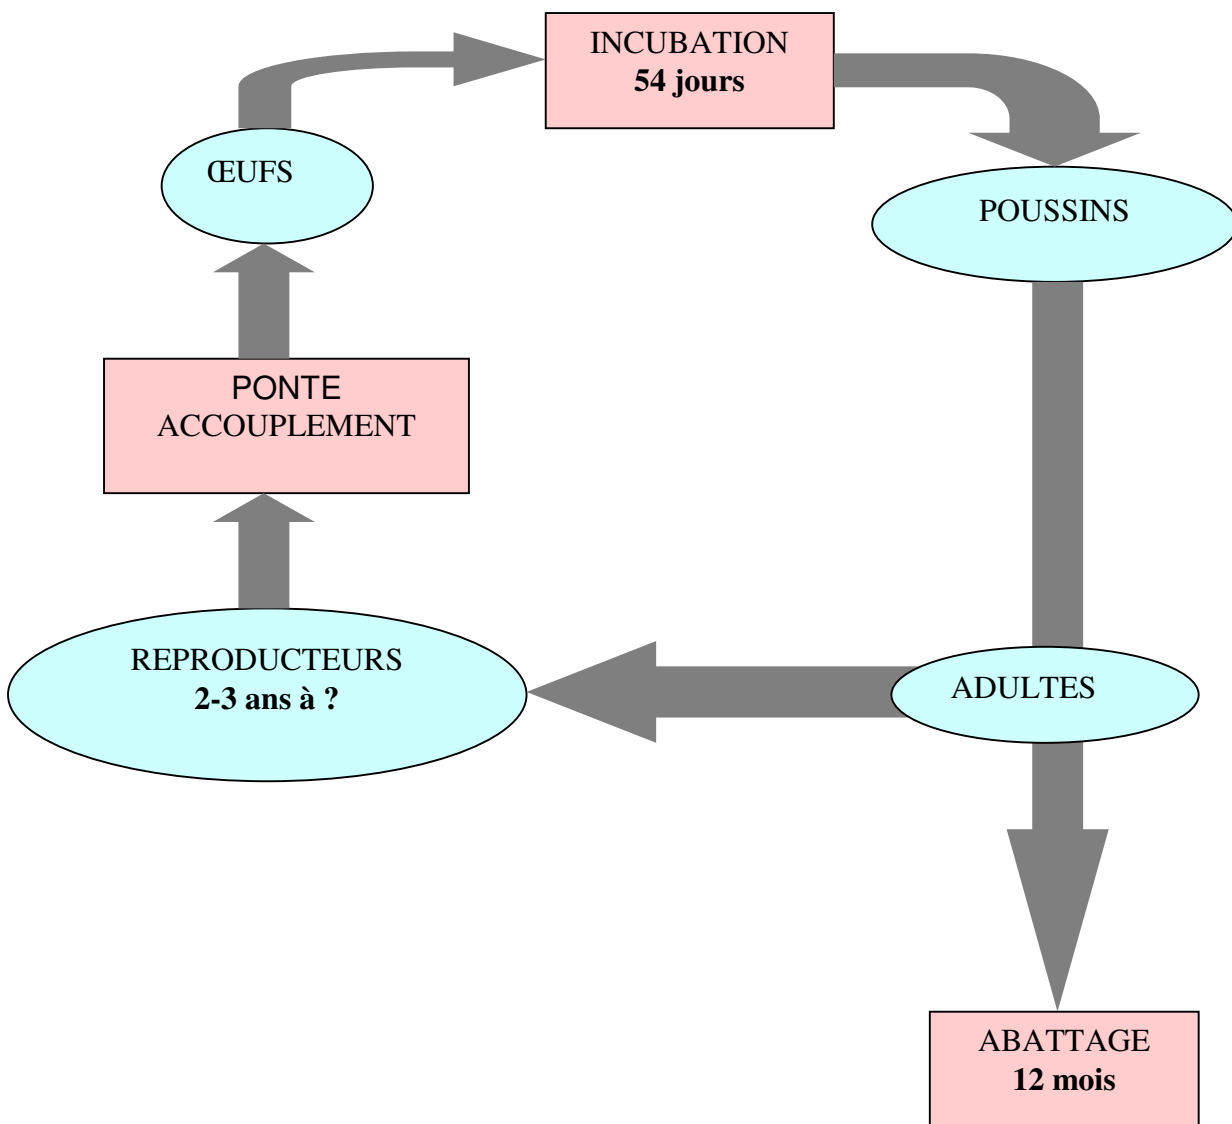 INCUBATION
54 jours
ŒUFS
POUSSINS
PONTE
ACCOUPLEMENT
REPRODUCTEURS
2-3 ans à ?
ADULTES
ABATTAGE
12 mois